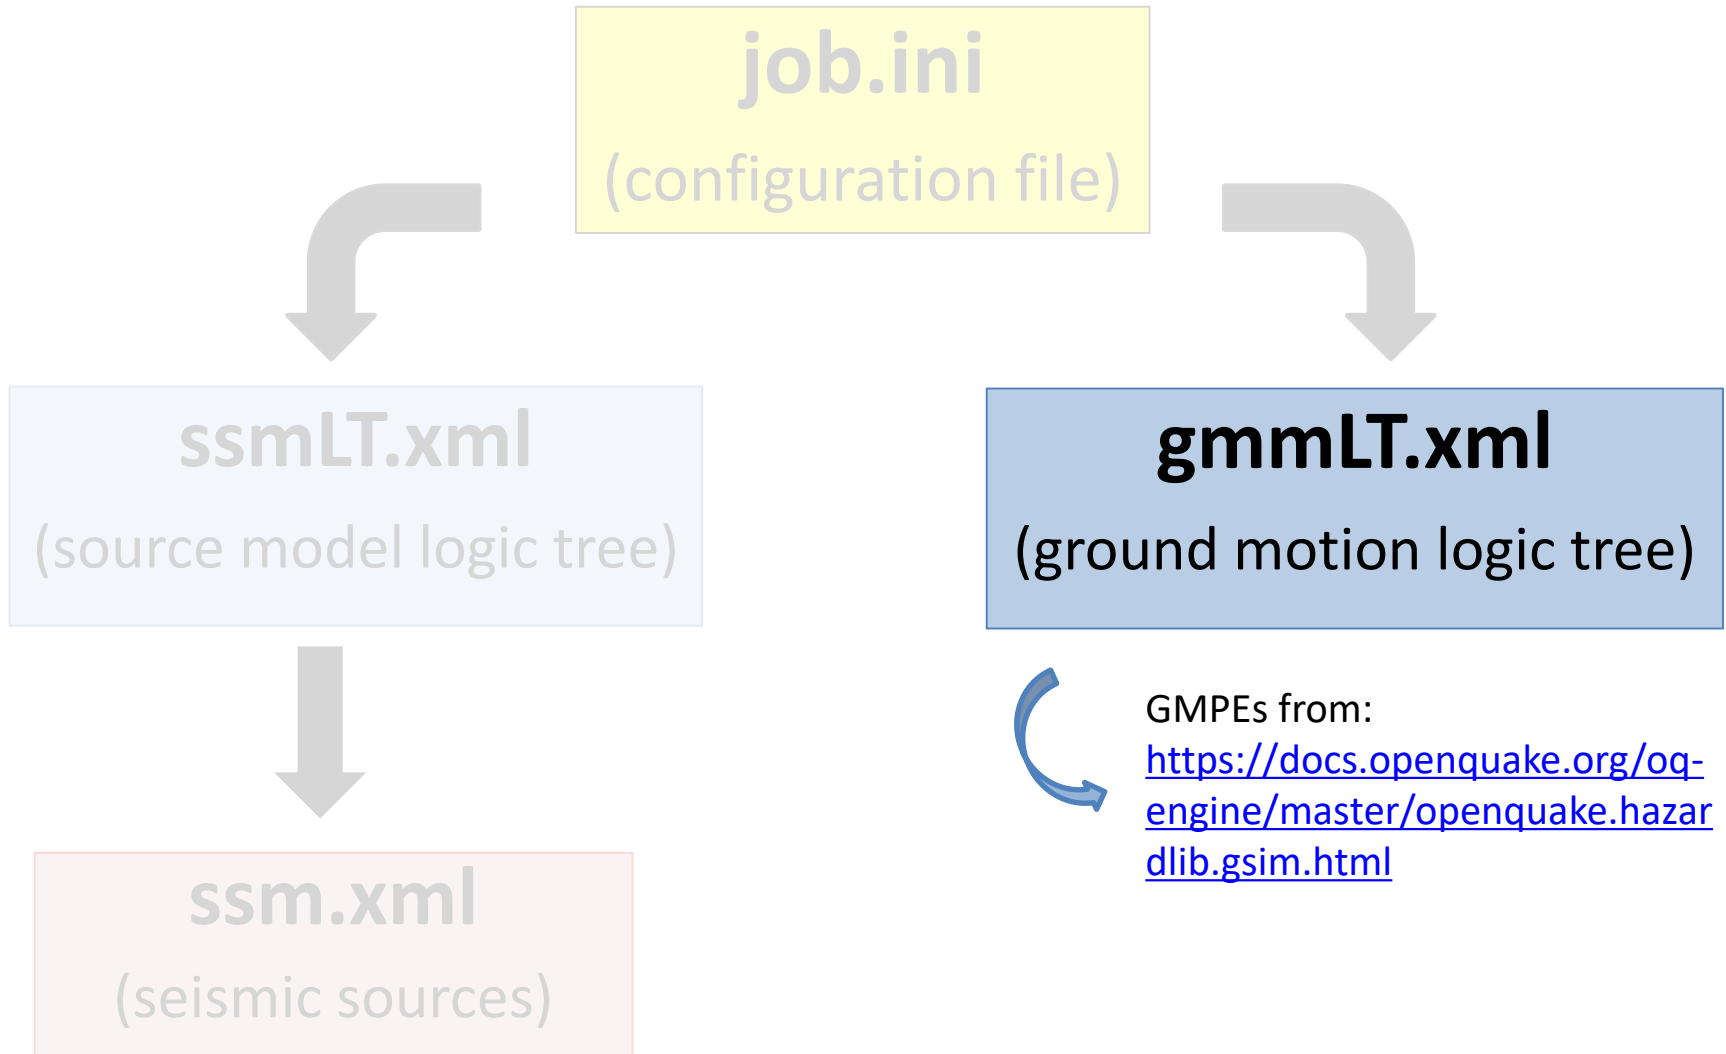 job.ini
(configuration file)
ssmLT.xml
(source model logic tree)
gmmLT.xml
(ground motion logic tree)
GMPEs from:
https://docs.openquake.org/oq-
engine/master/openquake.hazar
dlib.gsim.html
ssm.xml
(seismic sources)